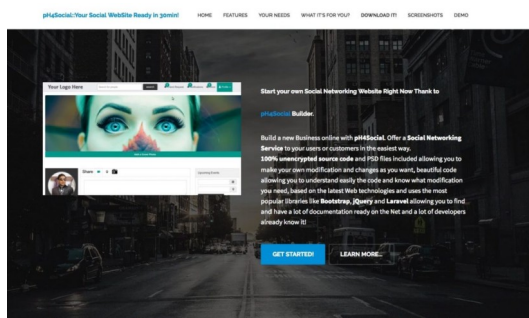 pH4Social::Your Social WebSite Ready in 30min!
HOME
FEATURES
YOUR NEEDS
WHAT IT'S FOR YOU?
DOWNLOAD IT!
SCREENSHOTS
DEMO
Your Logo Here
Start your own Social Networking Website Right Now Thank to
pH4Social Builder.
Build a new Business online with pH4Social. Offer a Social Networking
Service to your users or customers in the easiest way.
100% unencrypted source code and PSD files included allowing you to
make your own modification and changes as you want, beautiful code
allowing you to understand easily the code and know what modification
you need, based on the latest Web technologies and uses the most
popular libraries like Bootstrap, jQuery and Laravel allowing you to find
and have a lot of documentation ready on the Net and a lot of developers
already know it!
Share
Upcoming Events
GET STARTED!
LEARN MORE...